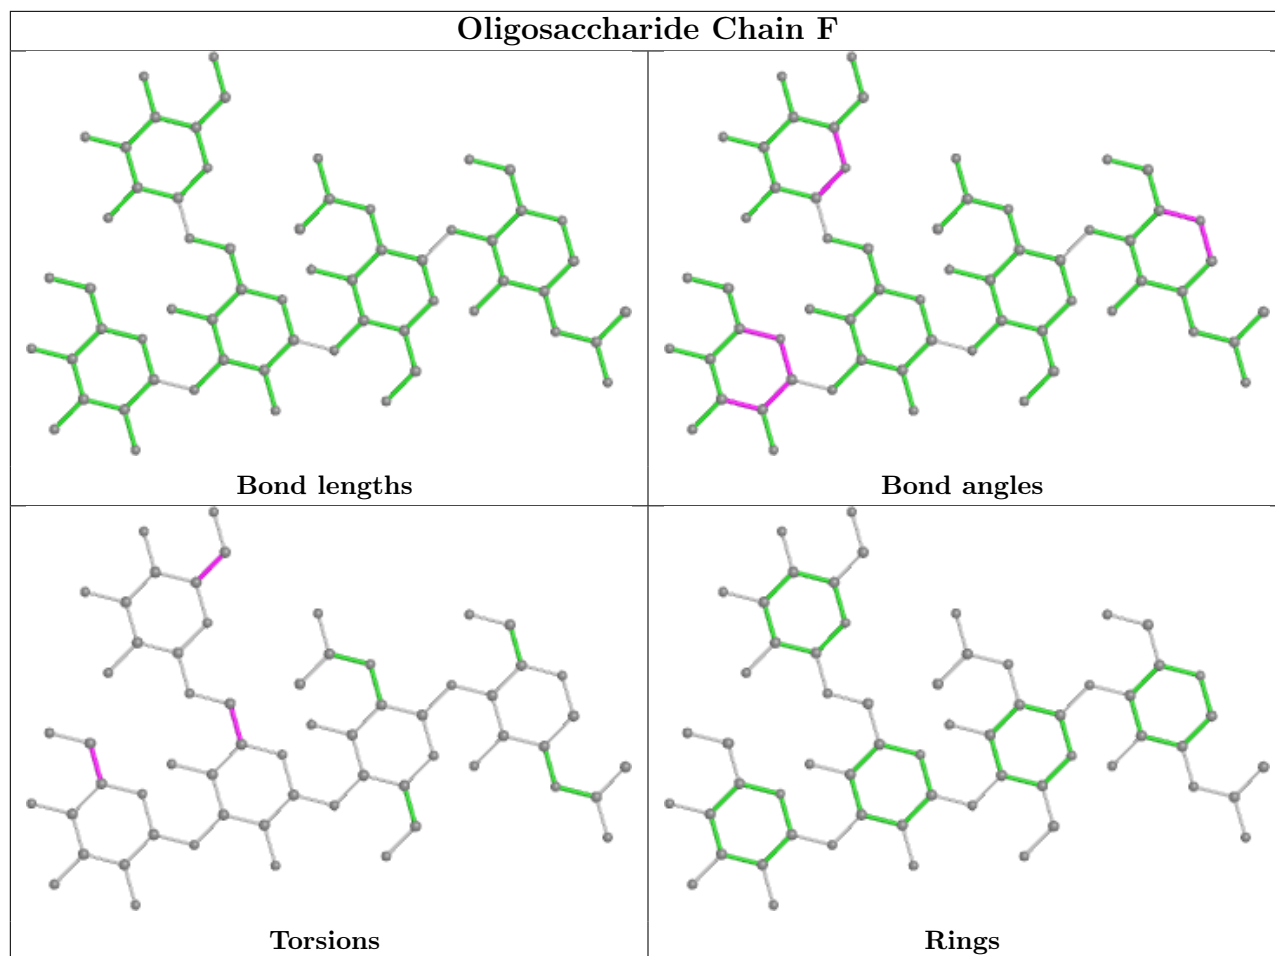 Oligosaccharide Chain F
Bond lengths
Bond angles
Torsions
Rings